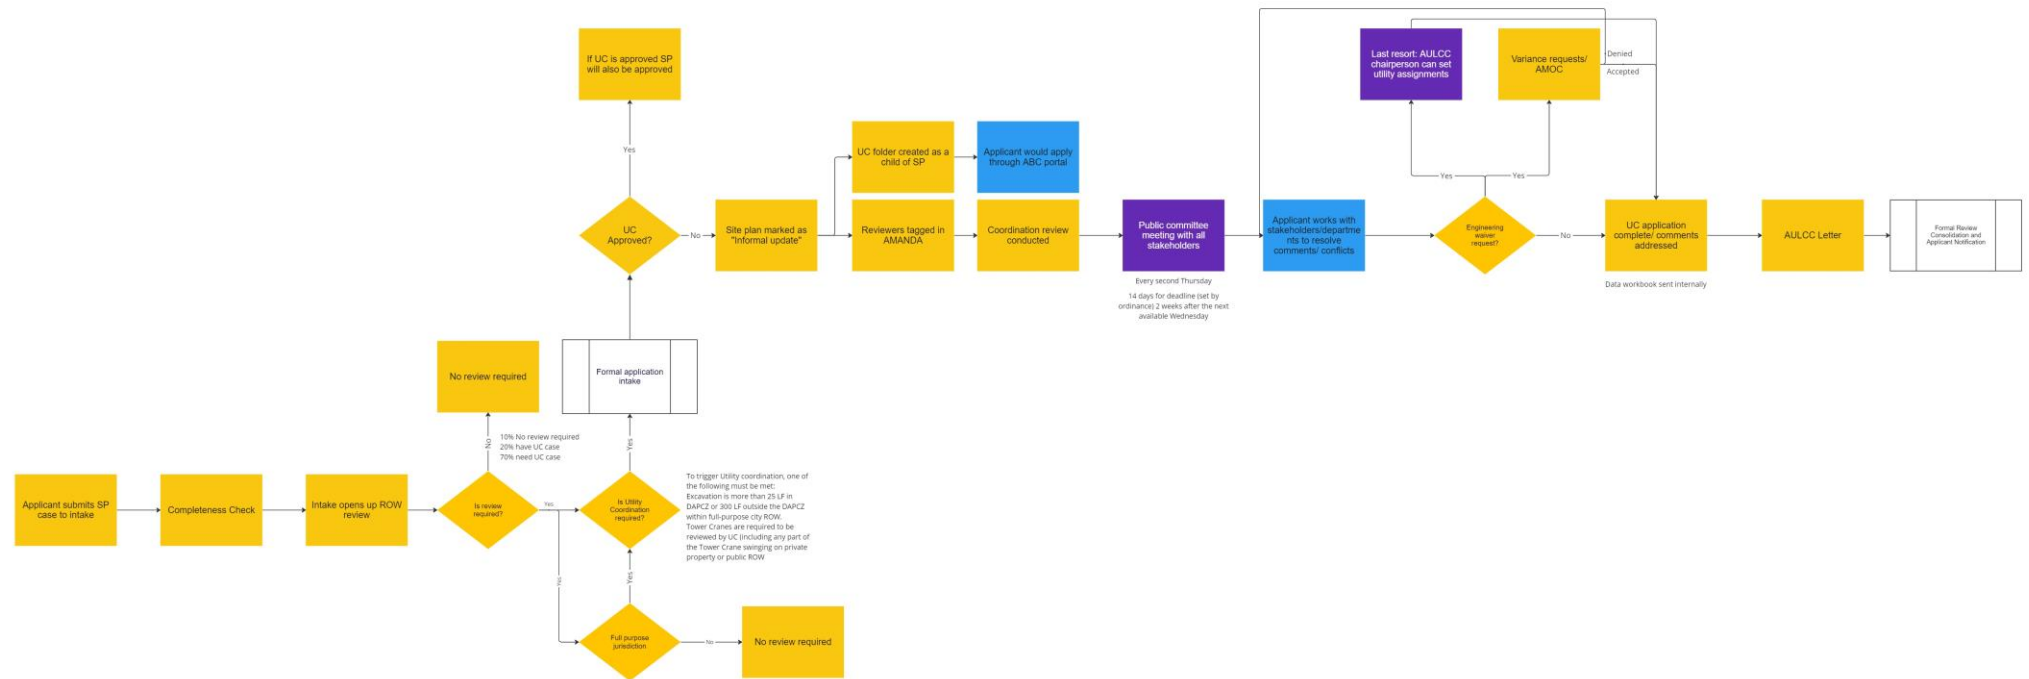 If UC is approved SP
will also be approved
Last resort: AULCC
chairperson can set
utility assignments
Variance requests/
AMOC
Denied
Accepted
Yes
UC folder created as a
child of SP
Applicant would apply
through ABC portal
Yes
Yes
UC
Approved?
No
Site plan marked as
"Informal update"
Reviewers tagged in
AMANDA
Coordination review
conducted
Public committee
meeting with all
stakeholders
Applicant works with
stakeholders/departme
nts to resolve
comments/ conflicts
Engineering
waiver
request?
No
UC application
complete/ comments
addressed
AULCC Letter
Formal Review
Consolidation and
Applicant Notification
Every second Thursday
14 days for deadline (set by
ordinance) 2 weeks after the next
available Wednesday
Data workbook sent internally
No review required
Formal application
intake
No
10% No review required
20% have UC case
70% need UC case
Yes
Applicant submits SP
case to intake
Completeness Check
Intake opens up ROW
review
Is review
required?
Yes
Is Utility
Coordination
required?
To trigger Utility coordination, one of
the following must be met:
Excavation is more than 25 LF in
DAPCZ or 300 LF outside the DAPCZ
within full-purpose city ROW.
Tower Cranes are required to be
reviewed by UC (including any part of
the Tower Crane swinging on private
property or public ROW
Yes
Yes
Full purpose
jurisdiction
No
No review required